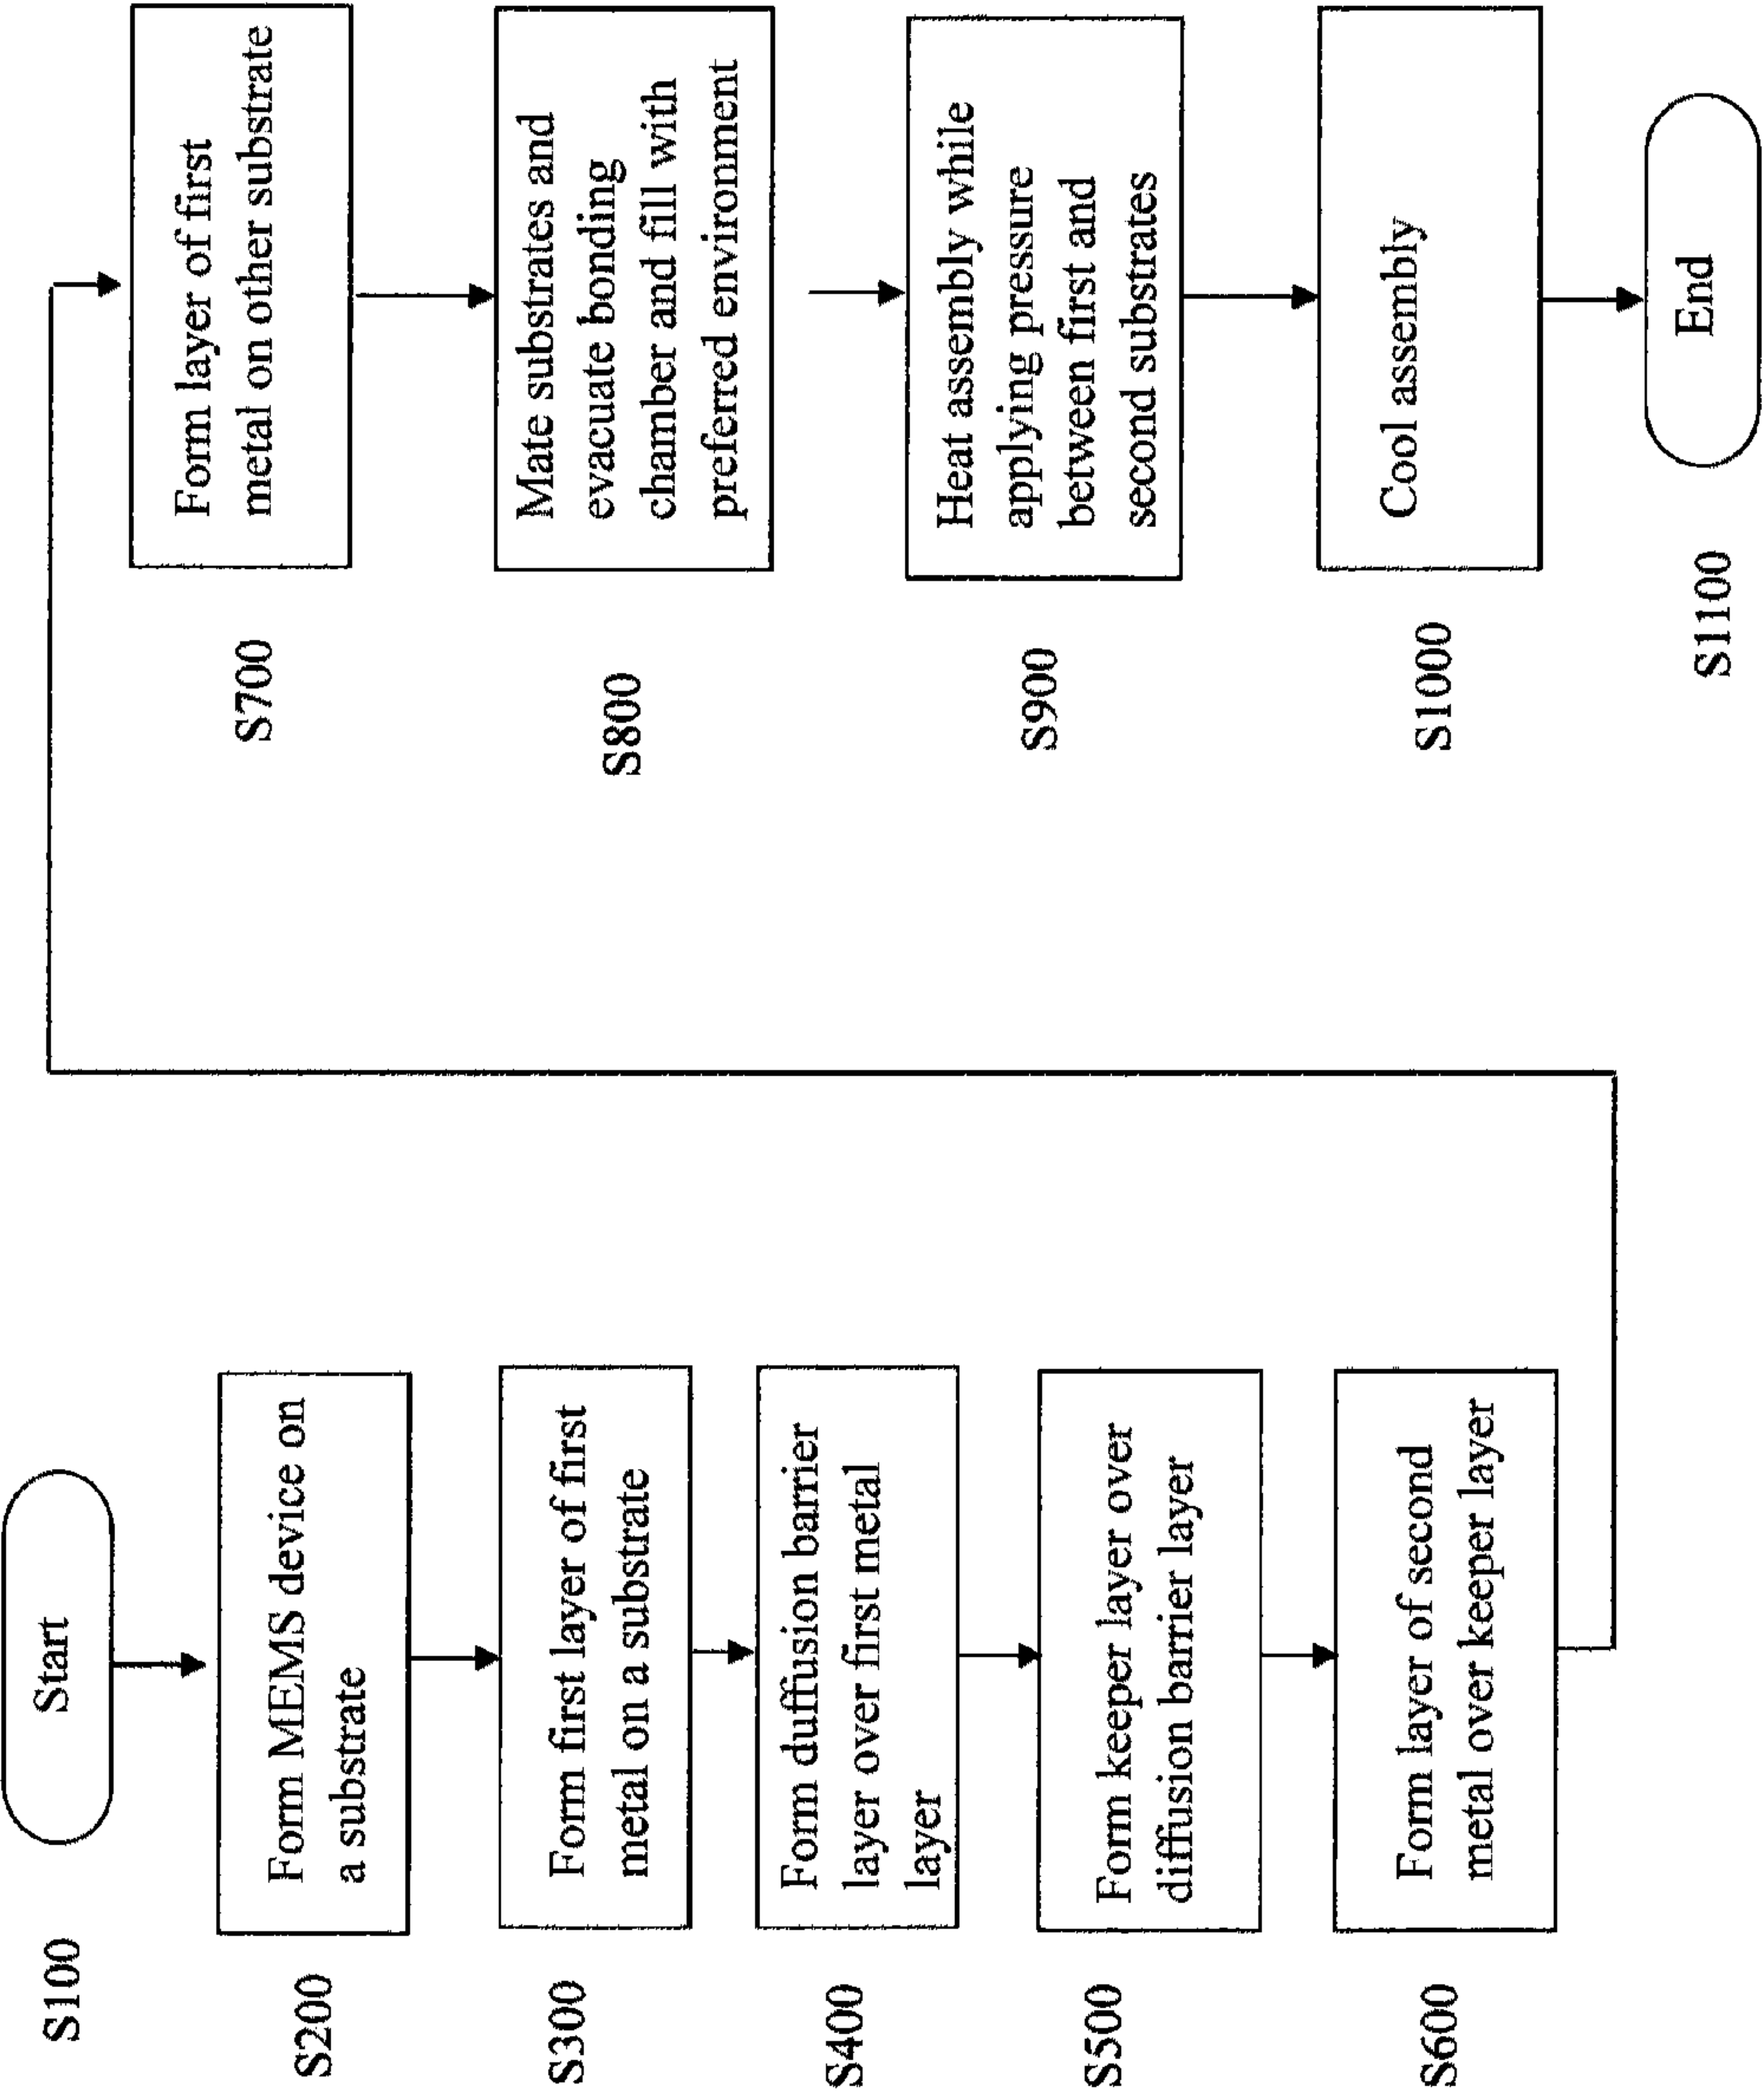 S100
Start
S200
Form MEMS device on
a substrate
S300
Form first layer of first
metal on a substrate
S400
Form duffusion barrier
layer over first metal
layer
S500
Form keeper layer over
diffusion barrier layer
S600
Form layer of second
metal over keeper layer
S700
Form layer of first
metal on other substrate
S800
Mate substrates and
evacuate bonding
chamber and fill with
preferred environment
S900
Heat assembly while
applying pressure
between first and
second substrates
S1000
Cool assembly
S1100
End